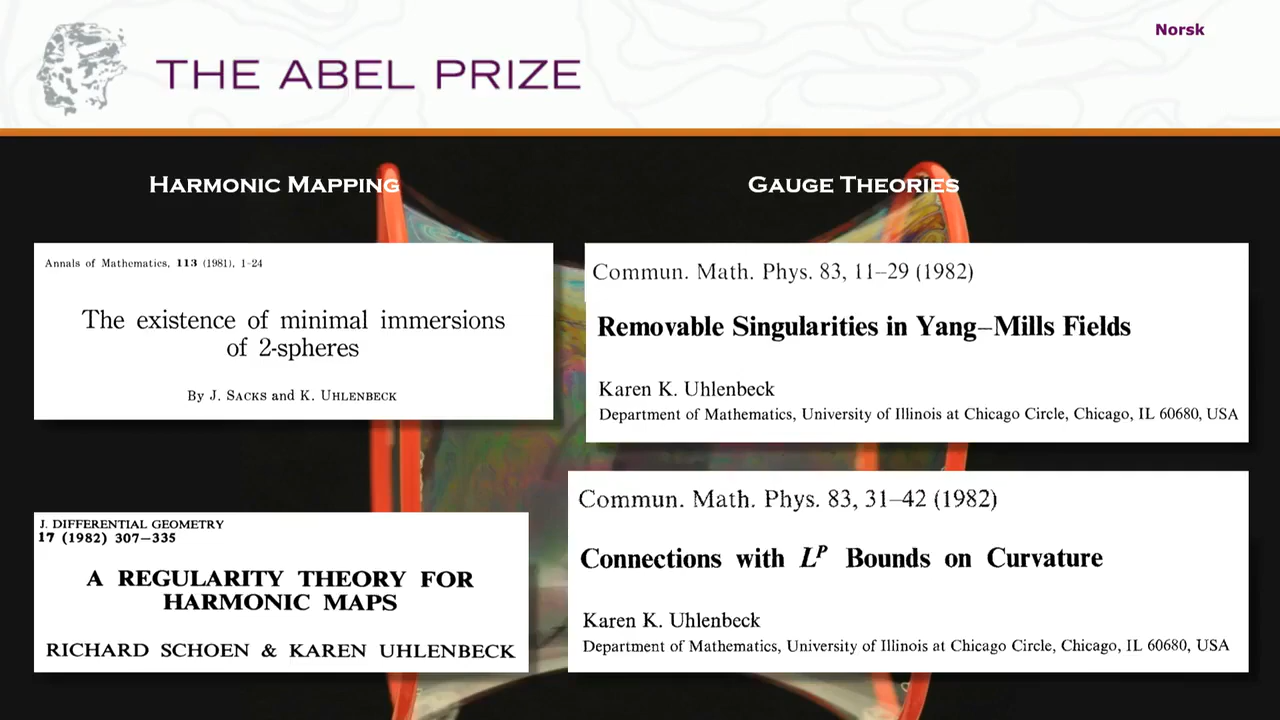 Norsk
THE ABEL PRIZE
HARMONIC MAPPING
GAUGE THEORIES
Annals of Mathematics, 113 (1981), 1-24
The existence of minimal immersions
of 2-spheres
By J. SACKS and K. UHLENBECK
J. DIFFERENTIAL GEOMETRY
17 (1982) 307–335
A REGULARITY THEORY FOR
HARMONIC MAPS
RICHARD SCHOEN & KAREN UHLENBECK
Commun. Math. Phys. 83, 11–29 (1982)
Removable Singularities in Yang–Mills Fields
Karen K. Uhlenbeck
Department of Mathematics, University of Illinois at Chicago Circle, Chicago, IL 60680, USA
Commun. Math. Phys. 83, 31–42 (1982)
Connections with Lᵖ Bounds on Curvature
Karen K. Uhlenbeck
Department of Mathematics, University of Illinois at Chicago Circle, Chicago, IL 60680, USA